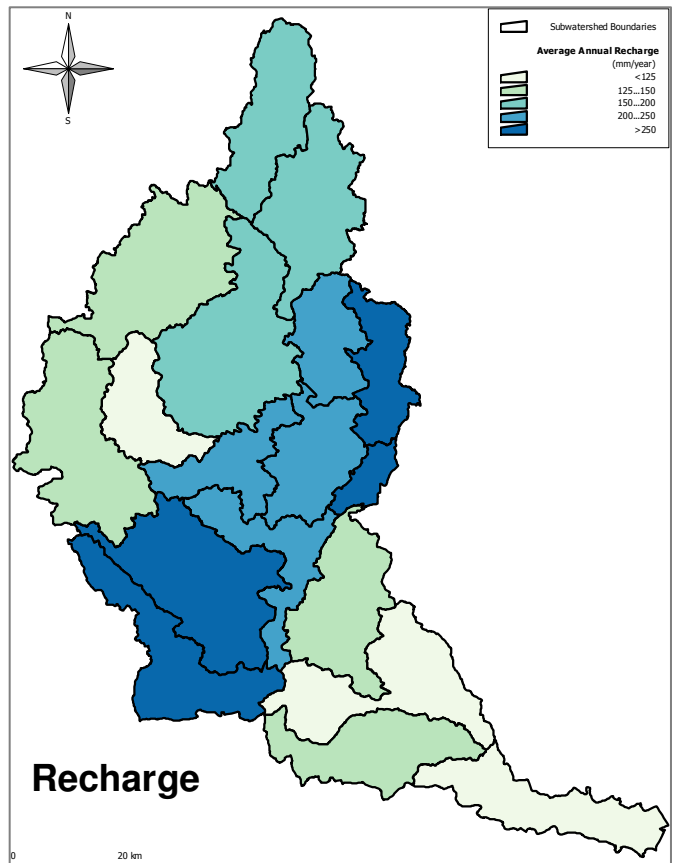 N
S
Subwatershed Boundaries
Average Annual Recharge
(mm/year)
<125
125...150
150...200
200...250
>250
Recharge
0 20 km